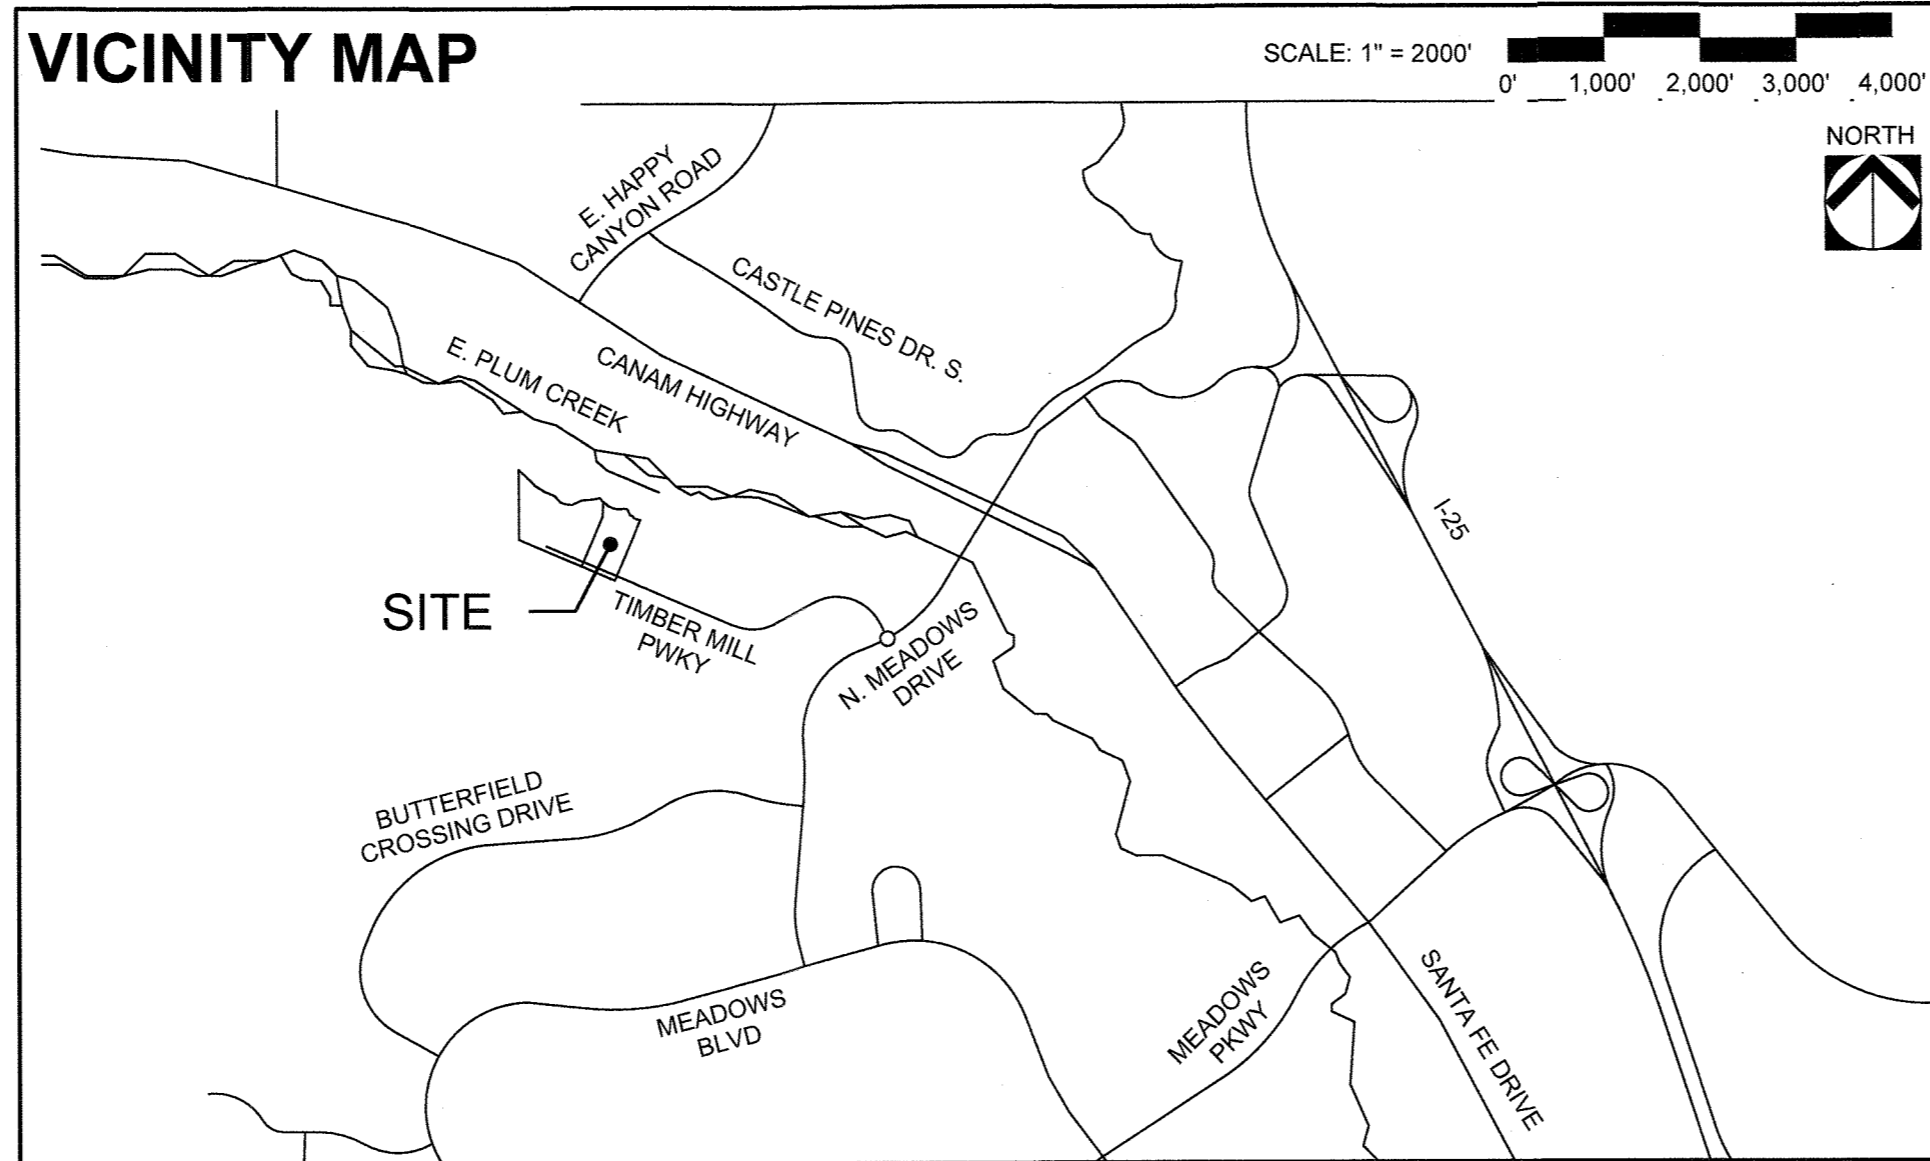 VICINITY MAP
SCALE: 1" = 2000'
0' 1,000' 2,000' 3,000' 4,000'
NORTH
E. HAPPY
CANYON ROAD
CASTLE PINES DR. S.
E. PLUM CREEK
CANAM HIGHWAY
I-25
SITE
TIMBER MILL
PWKY
N. MEADOWS
DRIVE
BUTTERFIELD
CROSSING DRIVE
MEADOWS
BLVD
MEADOWS
PKWY
SANTA FE DRIVE